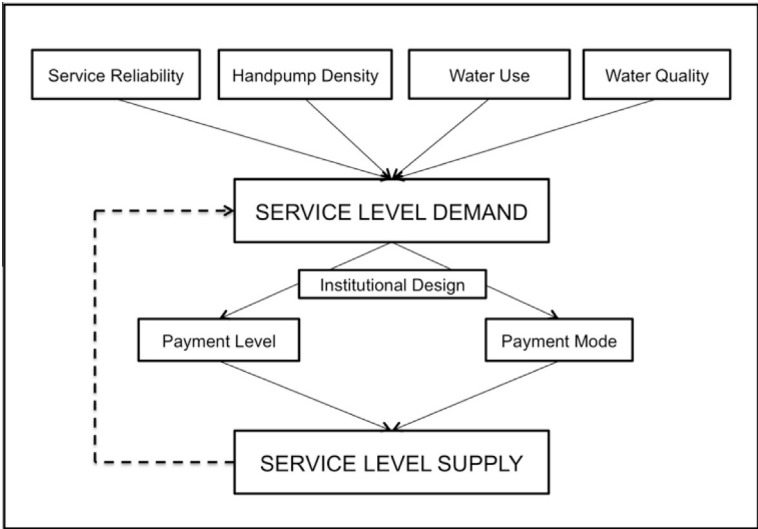 Service Reliability
Handpump Density
Water Use
Water Quality
SERVICE LEVEL DEMAND
Institutional Design
Payment Level
Payment Mode
SERVICE LEVEL SUPPLY